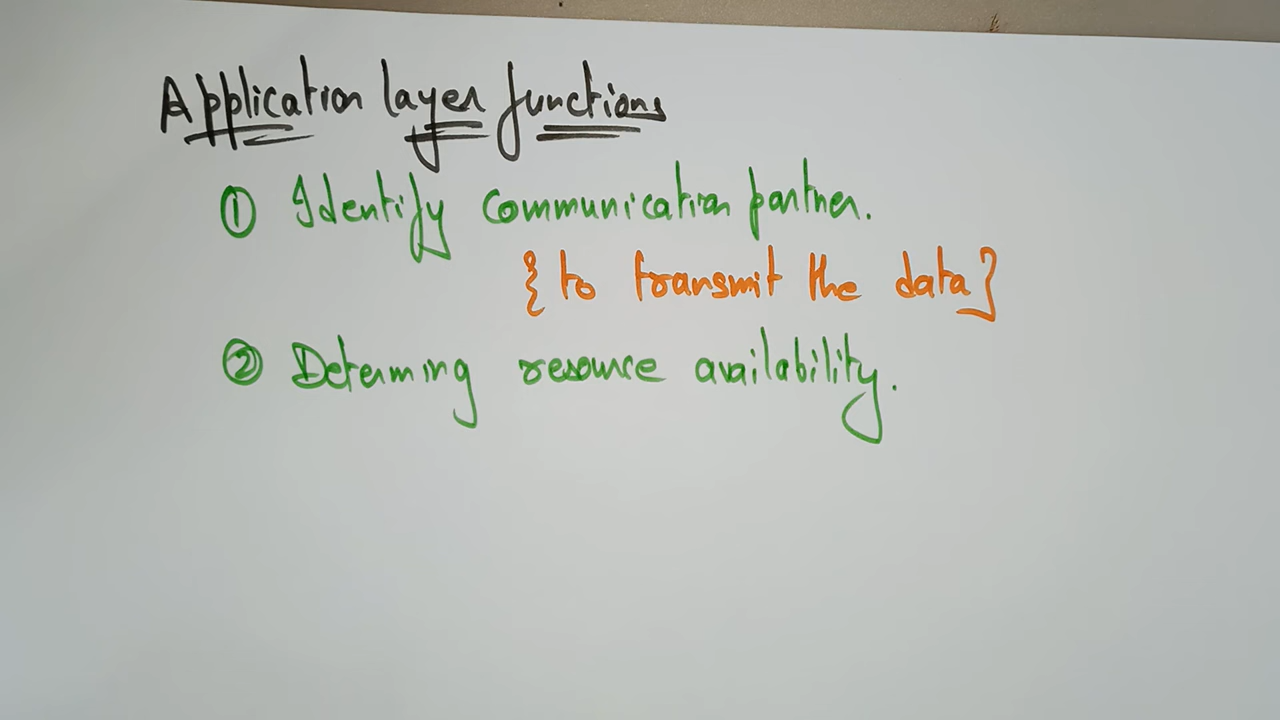 Application layer functions
① Identify communication partner.
{to transmit the data}
② Determing resource availability.